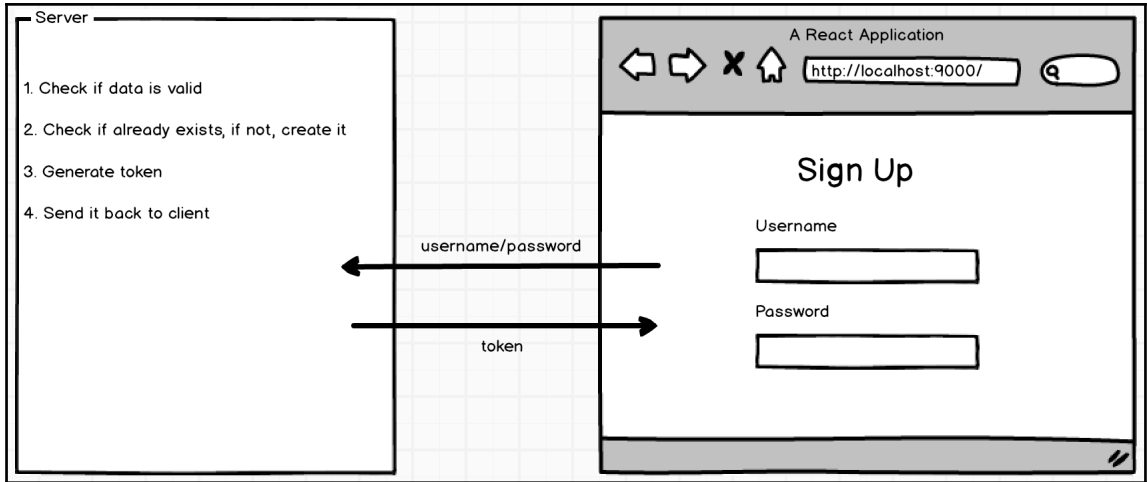 Server
1. Check if data is valid
2. Check if already exists, if not, create it
3. Generate token
4. Send it back to client
username/password
token
A React Application
http://localhost:9000/
Sign Up
Username
Password